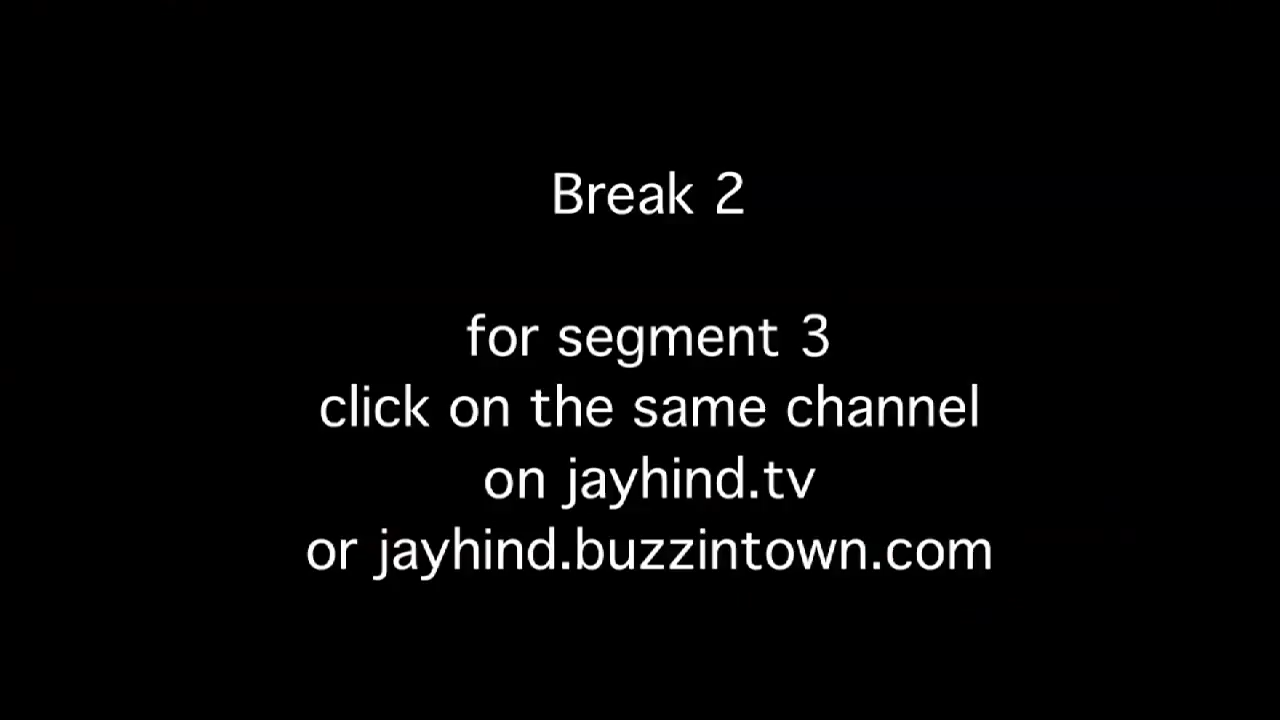 Break 2
for segment 3
click on the same channel
on jayhind.tv
or jayhind.buzzintown.com